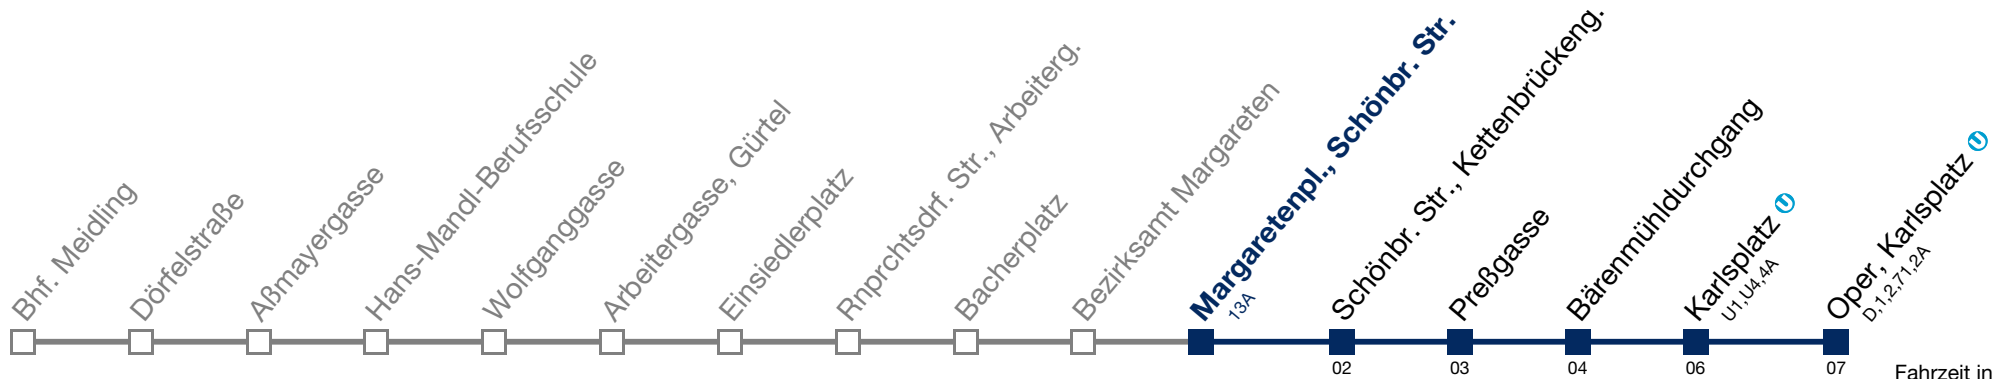 Bhf. Meidling
Dörfelstraße
Aßmayergasse
Hans-Mandl-Berufsschule
Wolfganggasse
Arbeitergasse, Gürtel
Einsiedlerplatz
Rnprchtsdrf. Str., Arbeiterg.
Bacherplatz
Bezirksamt Margareten
Margaretenpl., Schönbr. Str.
13A
Schönbr. Str., Kettenbrückeng.
Preßgasse
Bärenmühldurchgang
Karlsplatz U
U1,U4,4A
Oper, Karlsplatz U
D,1,2,71,2A
02
03
04
06
07
Fahrzeit in